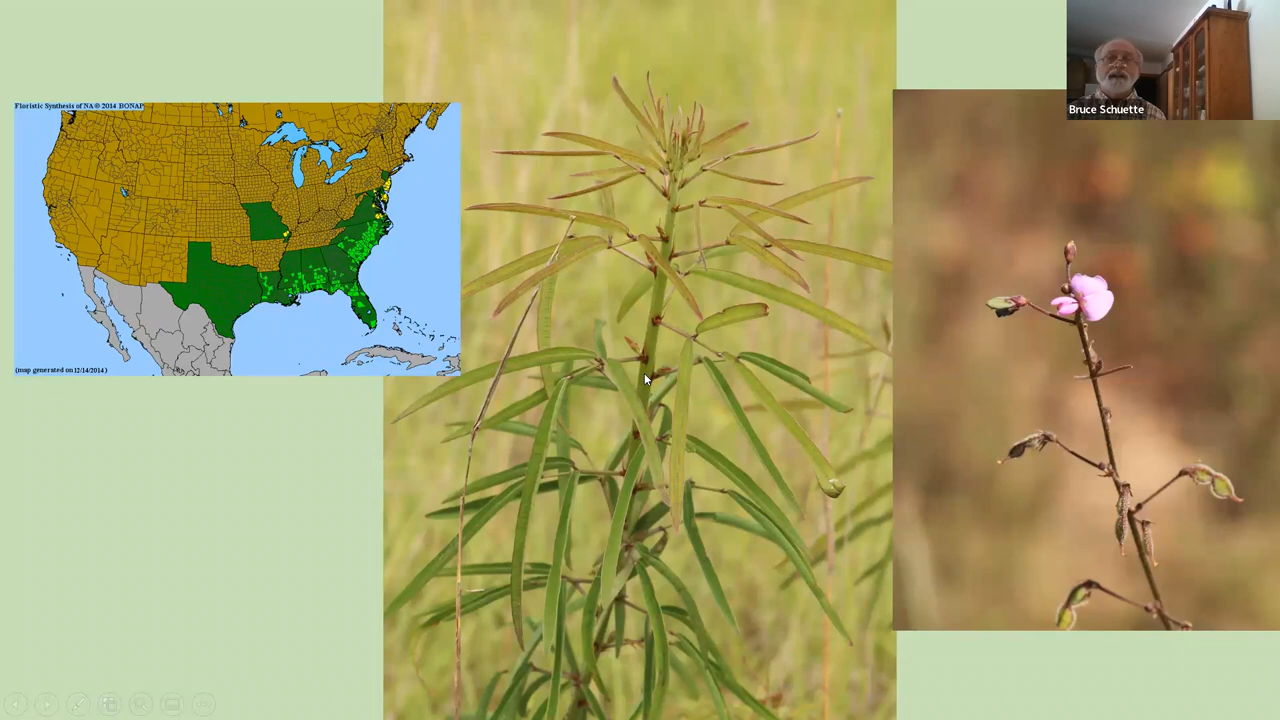 Floristic Synthesis of NA © 2014 BONAP
Bruce Schuette
(map generated on 12/14/2014)